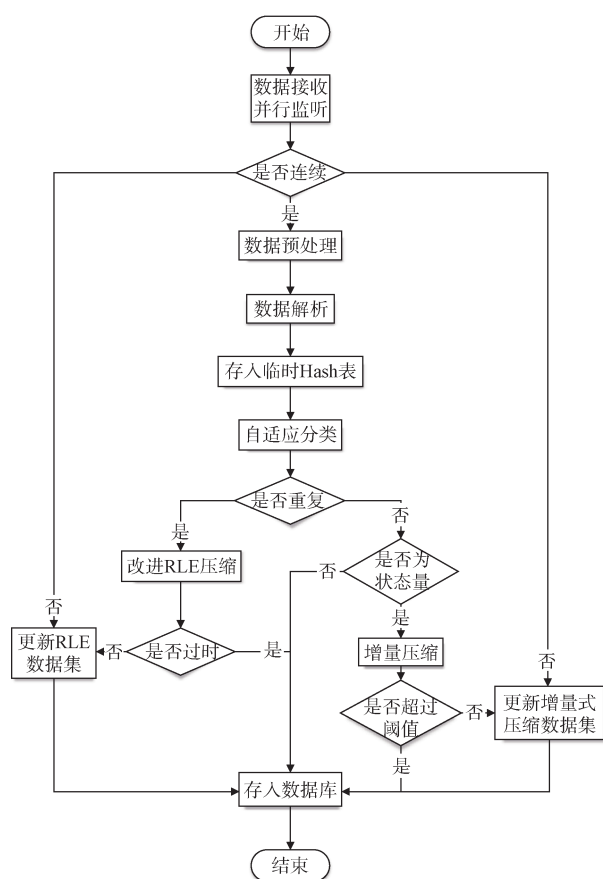 开始
数据接收
并行监听
是否连续
是
数据预处理
数据解析
存入临时Hash表
自适应分类
是否重复
是
否
改进RLE压缩
否
是否为
状态量
否
是
更新RLE
数据集
否
是否过时
是
增量压缩
否
是否超过
阈值
否
更新增量式
压缩数据集
是
存入数据库
结束